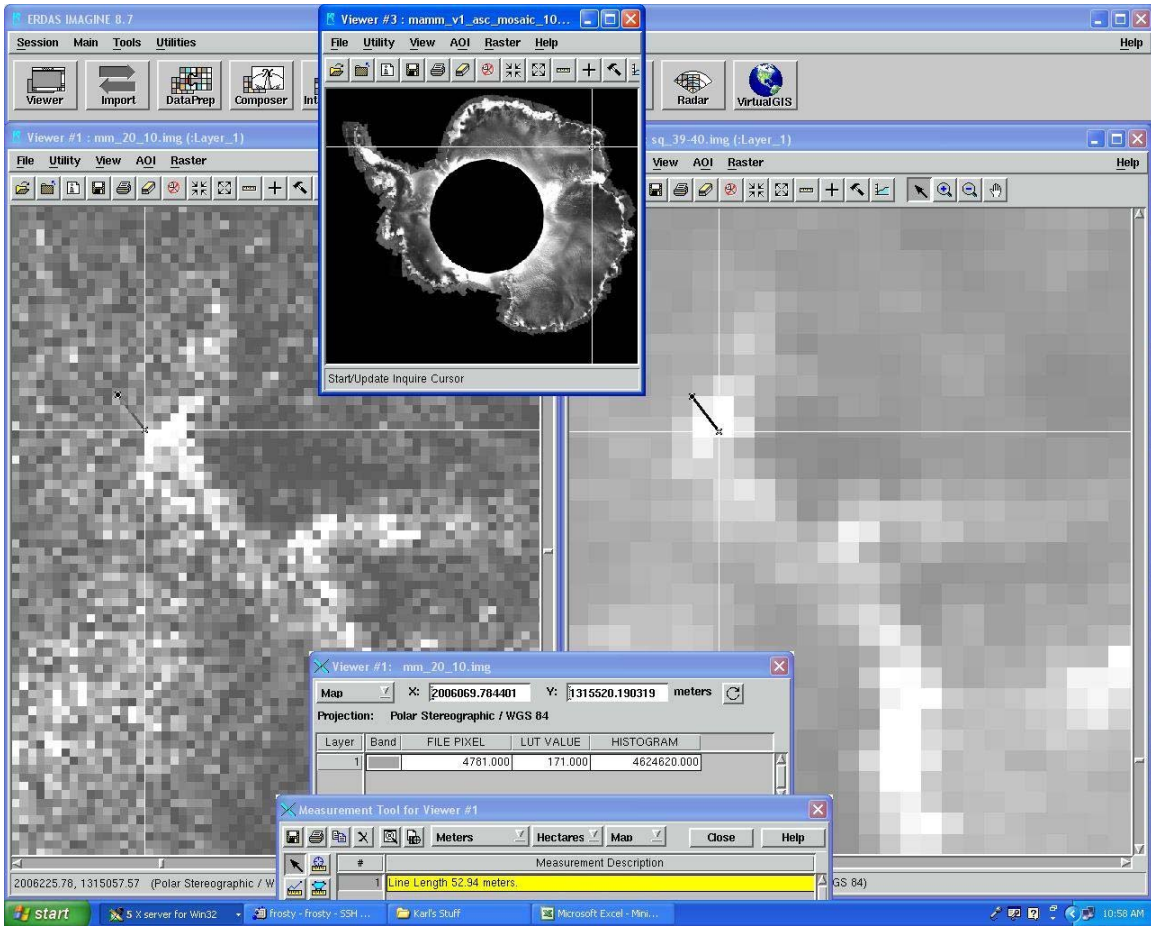 ERDAS IMAGINE 8.7
Session Main Tools Utilities Help
Viewer Import DataPrep Composer Radar VirtualGIS
Viewer #3 : mamm_v1_asc_mosaic_10...
File Utility View AOI Raster Help
Start/Update Inquire Cursor
Viewer #1 : mm_20_10.img (:Layer_1)
File Utility View AOI Raster
sq_39-40.img (:Layer_1)
View AOI Raster Help
Viewer #1: mm_20_10.img
Map X: 2006069.784401 Y: 1315520.190319 meters
Projection: Polar Stereographic / WGS 84
Layer Band FILE PIXEL LUT VALUE HISTOGRAM
1 4781.000 171.000 4624620.000
Measurement Tool for Viewer #1
Meters Hectares Map Close Help
# Measurement Description
1 Line Length 52.94 meters.
2006225.78, 1315057.57 (Polar Stereographic / W
GS 84)
start 5 X server for Win32 frosty - frosty - SSH ... Karl's Stuff Microsoft Excel - Mini... 10:58 AM